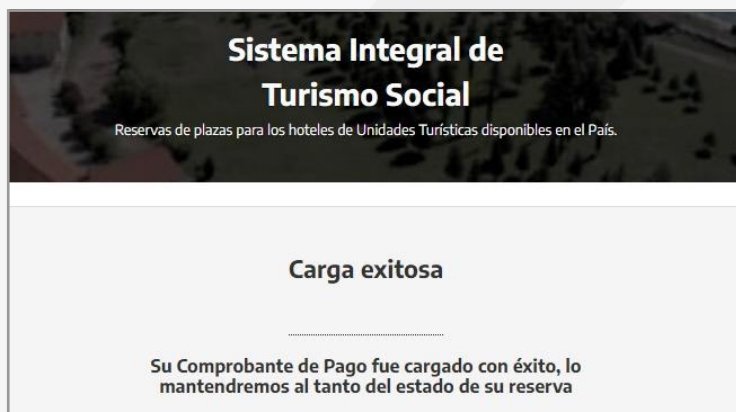 Sistema Integral de
Turismo Social
Reservas de plazas para los hoteles de Unidades Turísticas disponibles en el País.
Carga exitosa
Su Comprobante de Pago fue cargado con éxito, lo
mantendremos al tanto del estado de su reserva